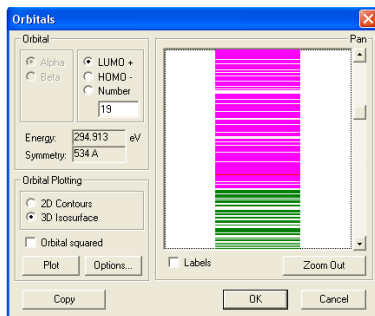 Orbitals
Orbital
Pan
Alpha
Beta
LUMO +
HOMO -
Number
19
Energy: 294.913 eV
Symmetry: 534 A
Orbital Plotting
2D Contours
3D Isosurface
Orbital squared
Plot
Options...
Labels
Zoom Out
Copy
OK
Cancel